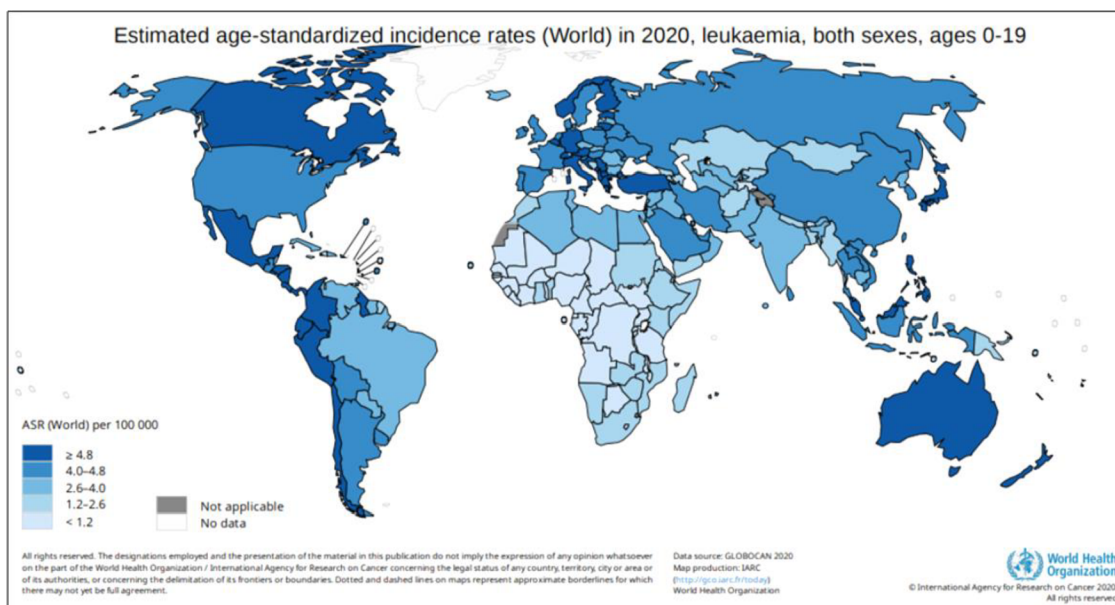 Estimated age-standardized incidence rates (World) in 2020, leukaemia, both sexes, ages 0-19
ASR (World) per 100 000
≥ 4.8
4.0–4.8
2.6–4.0
1.2–2.6
< 1.2
Not applicable
No data
All rights reserved. The designations employed and the presentation of the material in this publication do not imply the expression of any opinion whatsoever
on the part of the World Health Organization / International Agency for Research on Cancer concerning the legal status of any country, territory, city or area or
of its authorities, or concerning the delimitation of its frontiers or boundaries. Dotted and dashed lines on maps represent approximate borderlines for which
there may not yet be full agreement.
Data source: GLOBOCAN 2020
Map production: IARC
(http://gco.iarc.fr/today)
World Health Organization
World Health
Organization
© International Agency for Research on Cancer 2020
All rights reserved